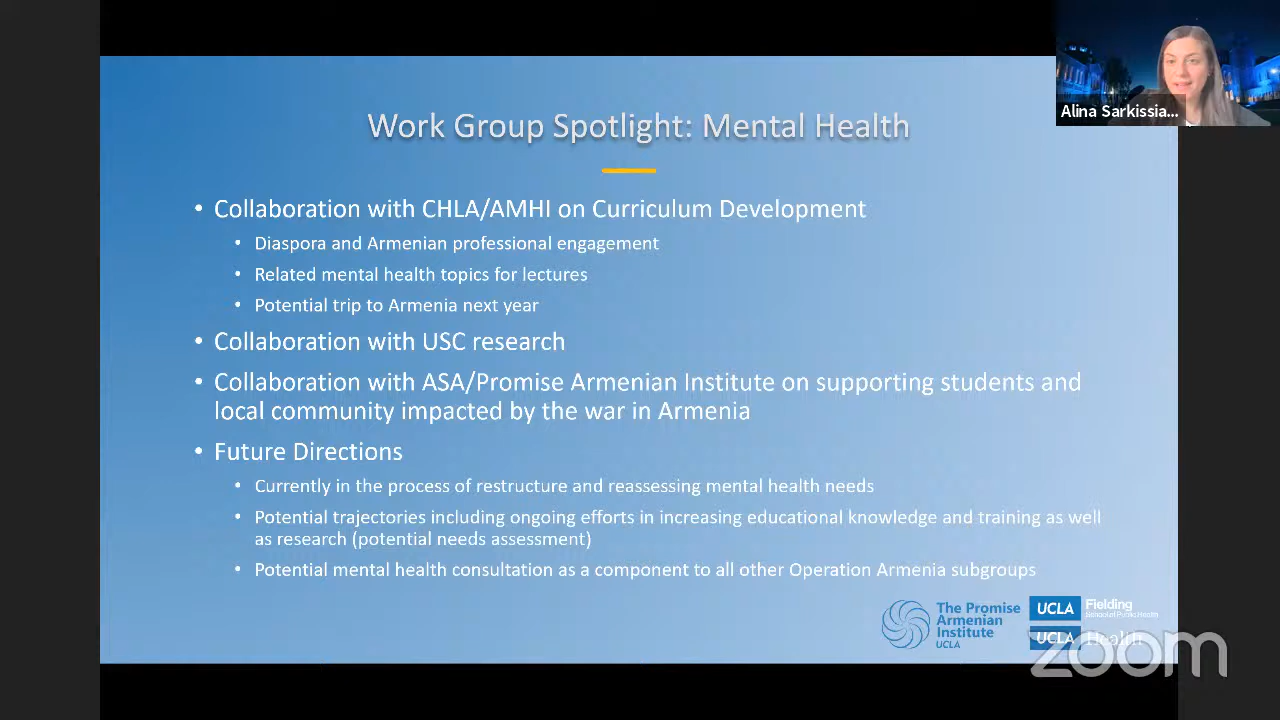 Alina Sarkissia...
Work Group Spotlight: Mental Health
• Collaboration with CHLA/AMHI on Curriculum Development
• Diaspora and Armenian professional engagement
• Related mental health topics for lectures
• Potential trip to Armenia next year
• Collaboration with USC research
• Collaboration with ASA/Promise Armenian Institute on supporting students and
local community impacted by the war in Armenia
• Future Directions
• Currently in the process of restructure and reassessing mental health needs
• Potential trajectories including ongoing efforts in increasing educational knowledge and training as well
as research (potential needs assessment)
• Potential mental health consultation as a component to all other Operation Armenia subgroups
The Promise
Armenian
Institute
UCLA
UCLA Fielding
School of Public Health
UCLA Health
zoom